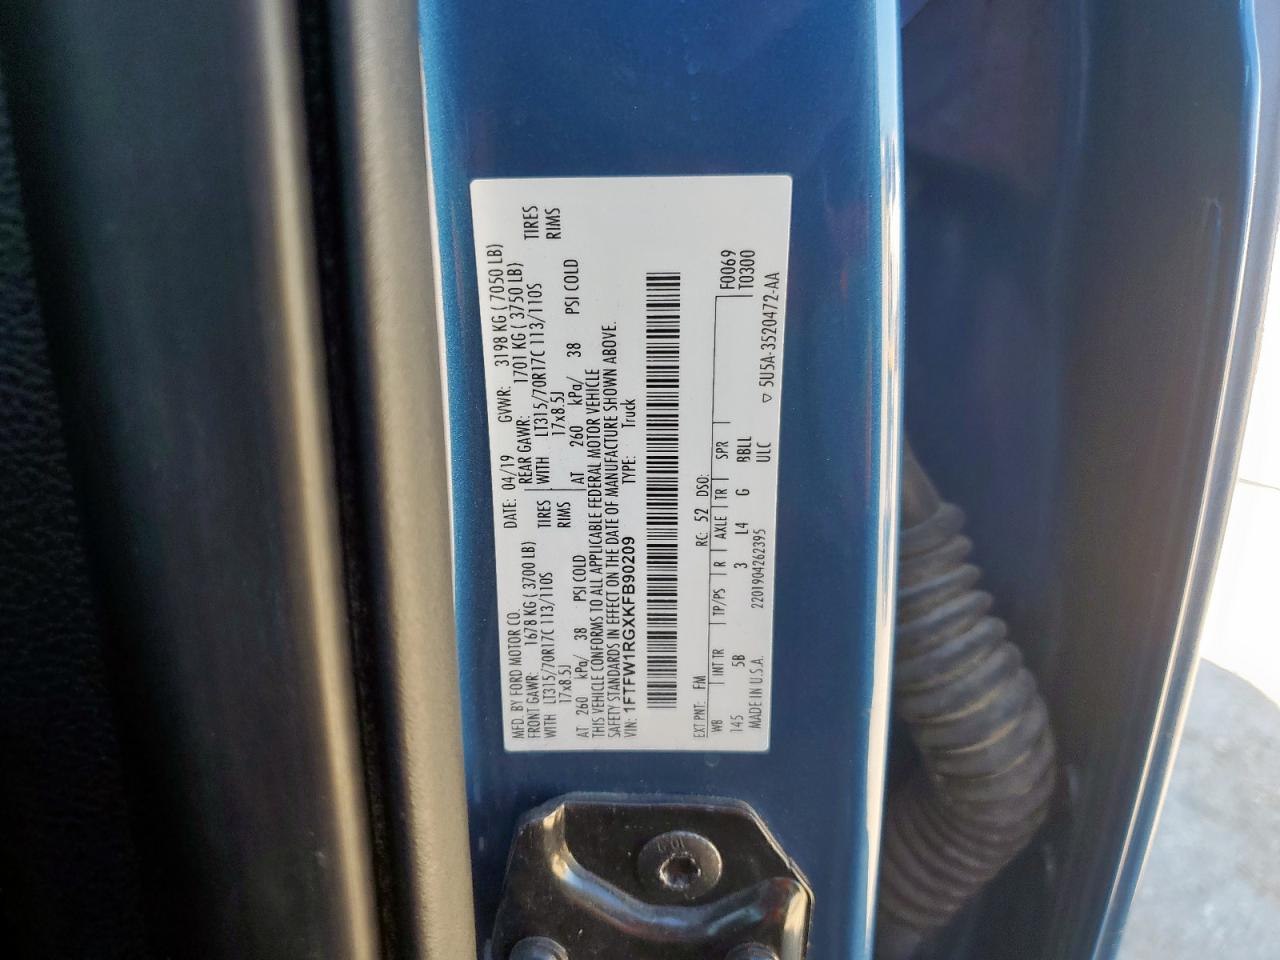 MFD. BY FORD MOTOR CO. DATE: 04/19 GVWR: 3198 KG ( 7050 LB)
FRONT GAWR: 1678 KG ( 3700 LB) REAR GAWR: 1701 KG ( 3750 LB)
WITH LT315/70R17C 113/110S TIRES WITH LT315/70R17C 113/110S TIRES
17x8.5J RIMS 17x8.5J RIMS
AT 260 kPa/ 38 PSI COLD AT 260 kPa/ 38 PSI COLD
THIS VEHICLE CONFORMS TO ALL APPLICABLE FEDERAL MOTOR VEHICLE
SAFETY STANDARDS IN EFFECT ON THE DATE OF MANUFACTURE SHOWN ABOVE.
VIN: 1FTFW1RGXKFB90209 TYPE: Truck
EXT PNT: FM RC: 52 DSO: F0069
WB INT TR TP/PS R AXLE TR SPR T0300
145 5B 3 L4 G BBLL
MADE IN U.S.A. 2201904262395 ULC ▽ 5U5A-3520472-AA